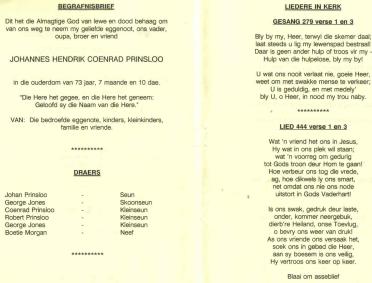 BEGRAFNISBRIEF
Dit het die Almagtige God van lewe en dood behaag om
van ons weg te neem my geliefde eggenoot, ons vader,
oupa, broer en vriend
JOHANNES HENDRIK COENRAD PRINSLOO
in die ouderdom van 73 jaar, 7 maande en 10 dae.
"Die Here het gegee, en die Here het geneem:
Geloofd sy die Naam van die Here."
VAN: Die bedroefde eggenote, kinders, kleinkinders,
familie en vriende.
**********
DRAERS
Johan Prinsloo - Seun
George Jones - Skoonseun
Coenrad Prinsloo - Kleinseun
Robert Prinsloo - Kleinseun
George Jones - Kleinseun
Boetie Morgan - Neef
**********
LIEDERE IN KERK
GESANG 279 verse 1 en 3
Bly by my, Heer, terwyl die skemer daal;
laat steeds u lig my lewenspad bestraal!
Daar is geen ander hulp of troos vir my -
Hulp van die hulpelose, bly my by!
U wat ons nooit verlaat nie, goeie Heer,
weet om met swakke mense te verkeer;
U is geduldig, en met medely'
bly U, o Heer, in nood my trou naby.
**********
LIED 444 verse 1 en 3
Wat 'n vriend het ons in Jesus,
Hy wat in ons plek wil staan;
wat 'n voorreg om gedurig
tot Gods troon deur Hom te gaan!
Hoe verbeur ons tog die vrede,
ag, hoe dikwels ly ons smart,
net omdat ons nie ons node
uitstort in Gods Vaderhart!
Is ons swak, gedruk deur laste,
onder, kommer neergebuk,
dierb're Heiland, onse Toevlug,
o bevry ons weer van druk!
As ons vriende ons versaak het,
soek ons in gebed die Heer,
aan sy boesem is ons veilig,
Hy vertroos ons keer op keer.
Blaai om asseblief